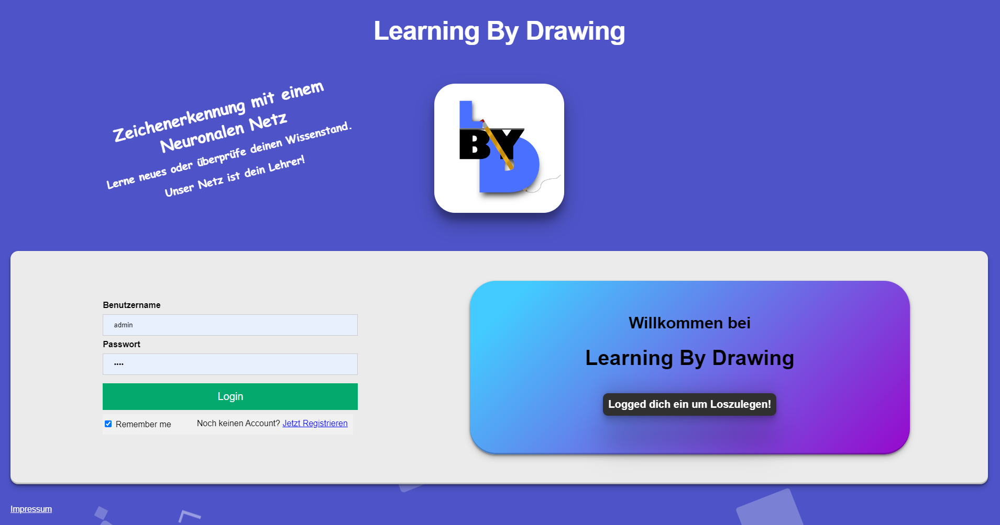 Learning By Drawing
Zeichenerkennung mit einem
Neuronalen Netz
Lerne neues oder überprüfe deinen Wissenstand.
Unser Netz ist dein Lehrer!
L
BY
D
Benutzername
admin
Passwort
••••
Login
Remember me
Noch keinen Account? Jetzt Registrieren
Willkommen bei
Learning By Drawing
Logged dich ein um Loszulegen!
Impressum